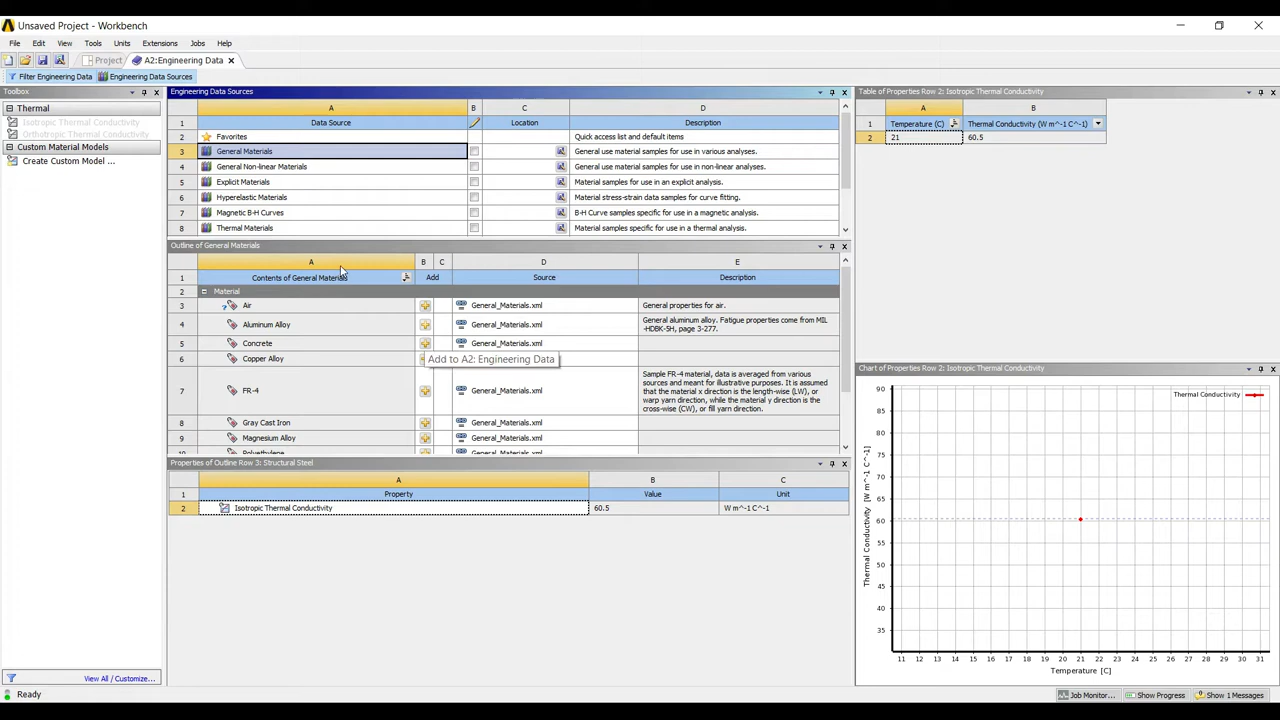 Unsaved Project - Workbench
File Edit View Tools Units Extensions Jobs Help
Project A2:Engineering Data
Filter Engineering Data Engineering Data Sources
Toolbox
Thermal
Isotropic Thermal Conductivity
Orthotropic Thermal Conductivity
Custom Material Models
Create Custom Model ...
View All / Customize...
Engineering Data Sources
A B C D
1 Data Source Location Description
2 Favorites Quick access list and default items
3 General Materials General use material samples for use in various analyses.
4 General Non-linear Materials General use material samples for use in non-linear analyses.
5 Explicit Materials Material samples for use in an explicit analysis.
6 Hyperelastic Materials Material stress-strain data samples for curve fitting.
7 Magnetic B-H Curves B-H Curve samples specific for use in a magnetic analysis.
8 Thermal Materials Material samples specific for use in a thermal analysis.
Outline of General Materials
A B C D E
1 Contents of General Materials Add Source Description
2 Material
3 Air General_Materials.xml General properties for air.
4 Aluminum Alloy General_Materials.xml General aluminum alloy. Fatigue properties come from MIL
-HDBK-5H, page 3-277.
5 Concrete General_Materials.xml
6 Copper Alloy Add to A2: Engineering Data
7 FR-4 General_Materials.xml Sample FR-4 material, data is averaged from various
sources and meant for illustrative purposes. It is assumed
that the material x direction is the length-wise (LW), or
warp yarn direction, while the material y direction is the
cross-wise (CW), or fill yarn direction.
8 Gray Cast Iron General_Materials.xml
9 Magnesium Alloy General_Materials.xml
10 Polyethylene General_Materials.xml
Properties of Outline Row 3: Structural Steel
A B C
1 Property Value Unit
2 Isotropic Thermal Conductivity 60.5 W m^-1 C^-1
Table of Properties Row 2: Isotropic Thermal Conductivity
A B
1 Temperature (C) Thermal Conductivity (W m^-1 C^-1)
2 21 60.5
Chart of Properties Row 2: Isotropic Thermal Conductivity
Thermal Conductivity
90
85
80
75
70
65
60
55
50
45
40
35
Thermal Conductivity [W m^-1 C^-1]
11 12 13 14 15 16 17 18 19 20 21 22 23 24 25 26 27 28 29 30 31
Temperature [C]
Ready
Job Monitor... Show Progress Show 1 Messages